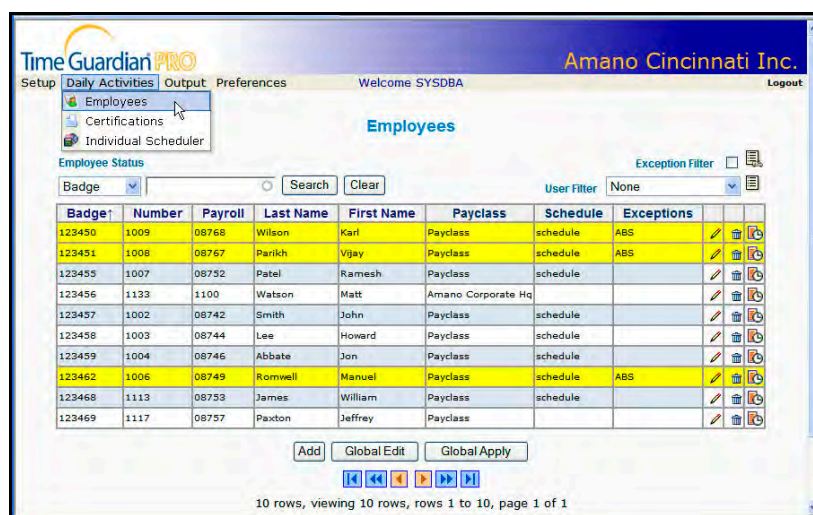 Time Guardian PRO
Amano Cincinnati Inc.
Setup Daily Activities Output Preferences Welcome SYSDBA Logout
Employees
Certifications
Individual Scheduler
Employees
Employee Status
Exception Filter
Badge Search Clear User Filter None
Badge↑ Number Payroll Last Name First Name Payclass Schedule Exceptions
123450 1009 08768 Wilson Karl Payclass schedule ABS
123451 1008 08767 Parikh Vijay Payclass schedule ABS
123455 1007 08752 Patel Ramesh Payclass schedule
123456 1133 1100 Watson Matt Amano Corporate Hq
123457 1002 08742 Smith John Payclass schedule
123458 1003 08744 Lee Howard Payclass schedule
123459 1004 08746 Abbate Jon Payclass schedule
123462 1006 08749 Romwell Manuel Payclass schedule ABS
123468 1113 08753 James William Payclass schedule
123469 1117 08757 Paxton Jeffrey Payclass
Add Global Edit Global Apply
10 rows, viewing 10 rows, rows 1 to 10, page 1 of 1